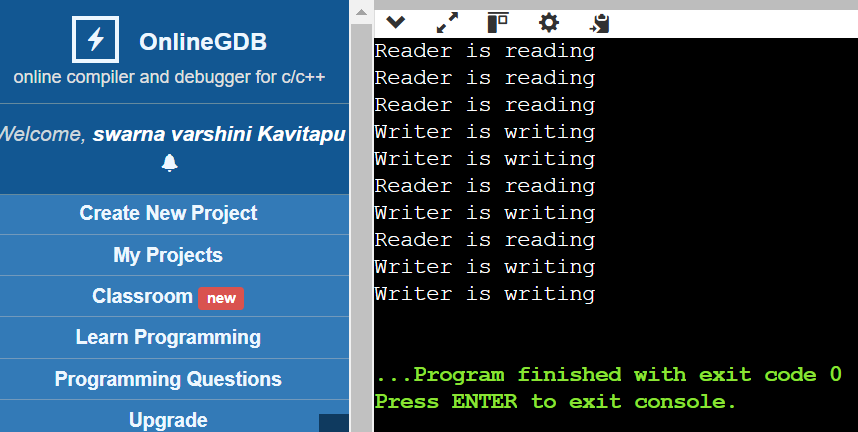 OnlineGDB
online compiler and debugger for c/c++
Welcome, swarna varshini Kavitapu
Create New Project
My Projects
Classroom new
Learn Programming
Programming Questions
Upgrade
Reader is reading
Reader is reading
Reader is reading
Writer is writing
Writer is writing
Reader is reading
Writer is writing
Reader is reading
Writer is writing
Writer is writing
...Program finished with exit code 0
Press ENTER to exit console.